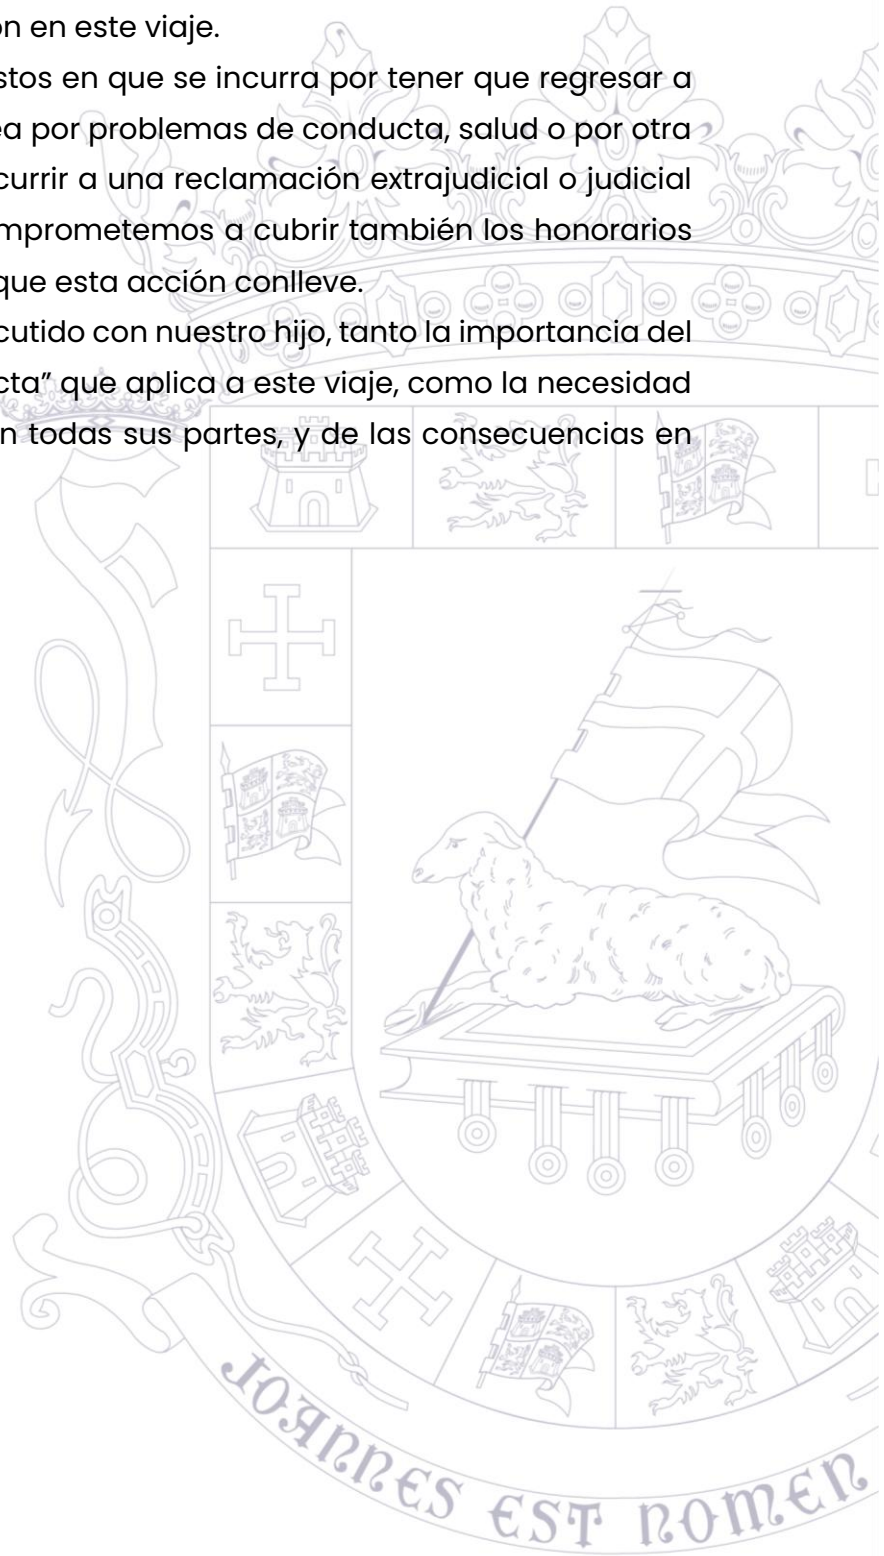 ón en este viaje.
stos en que se incurra por tener que regresar a
ea por problemas de conducta, salud o por otra
currir a una reclamación extrajudicial o judicial
mprometemos a cubrir también los honorarios
que esta acción conlleve.
cutido con nuestro hijo, tanto la importancia del
cta” que aplica a este viaje, como la necesidad
n todas sus partes, y de las consecuencias en
JOANNES EST NOMEN